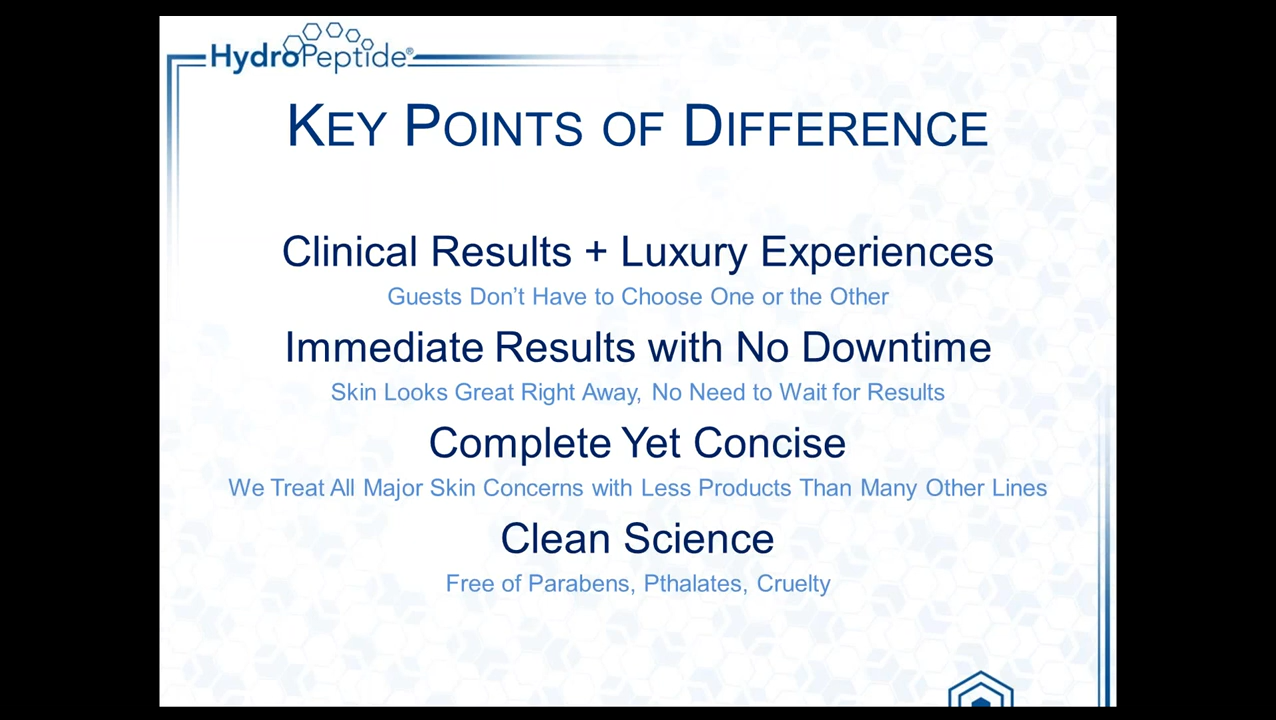 HydroPeptide®
KEY POINTS OF DIFFERENCE
Clinical Results + Luxury Experiences
Guests Don't Have to Choose One or the Other
Immediate Results with No Downtime
Skin Looks Great Right Away, No Need to Wait for Results
Complete Yet Concise
We Treat All Major Skin Concerns with Less Products Than Many Other Lines
Clean Science
Free of Parabens, Pthalates, Cruelty